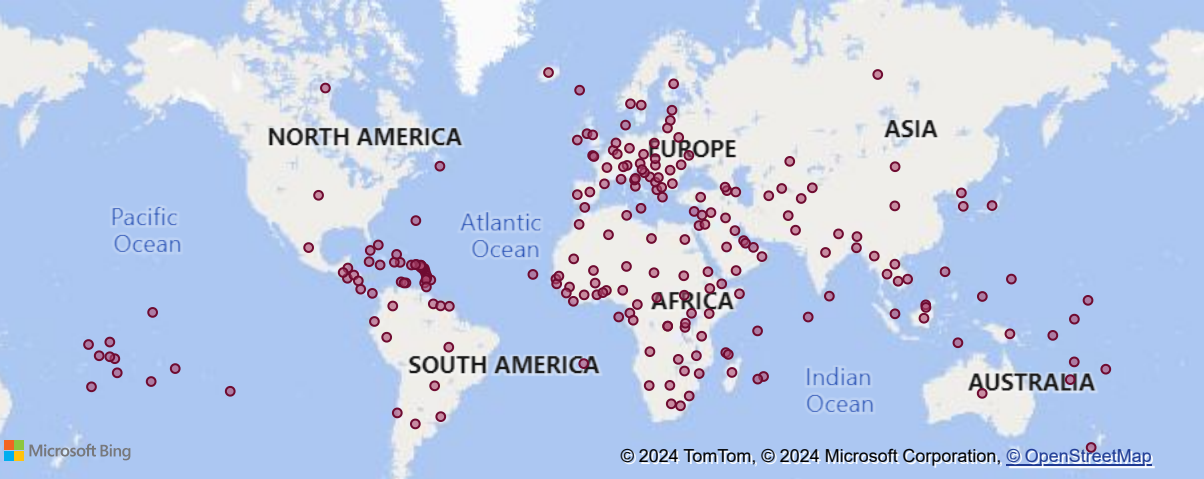 NORTH AMERICA
ASIA
EUROPE
Pacific
Ocean
Atlantic
Ocean
AFRICA
SOUTH AMERICA
Indian
Ocean
AUSTRALIA
Microsoft Bing
© 2024 TomTom, © 2024 Microsoft Corporation, © OpenStreetMap